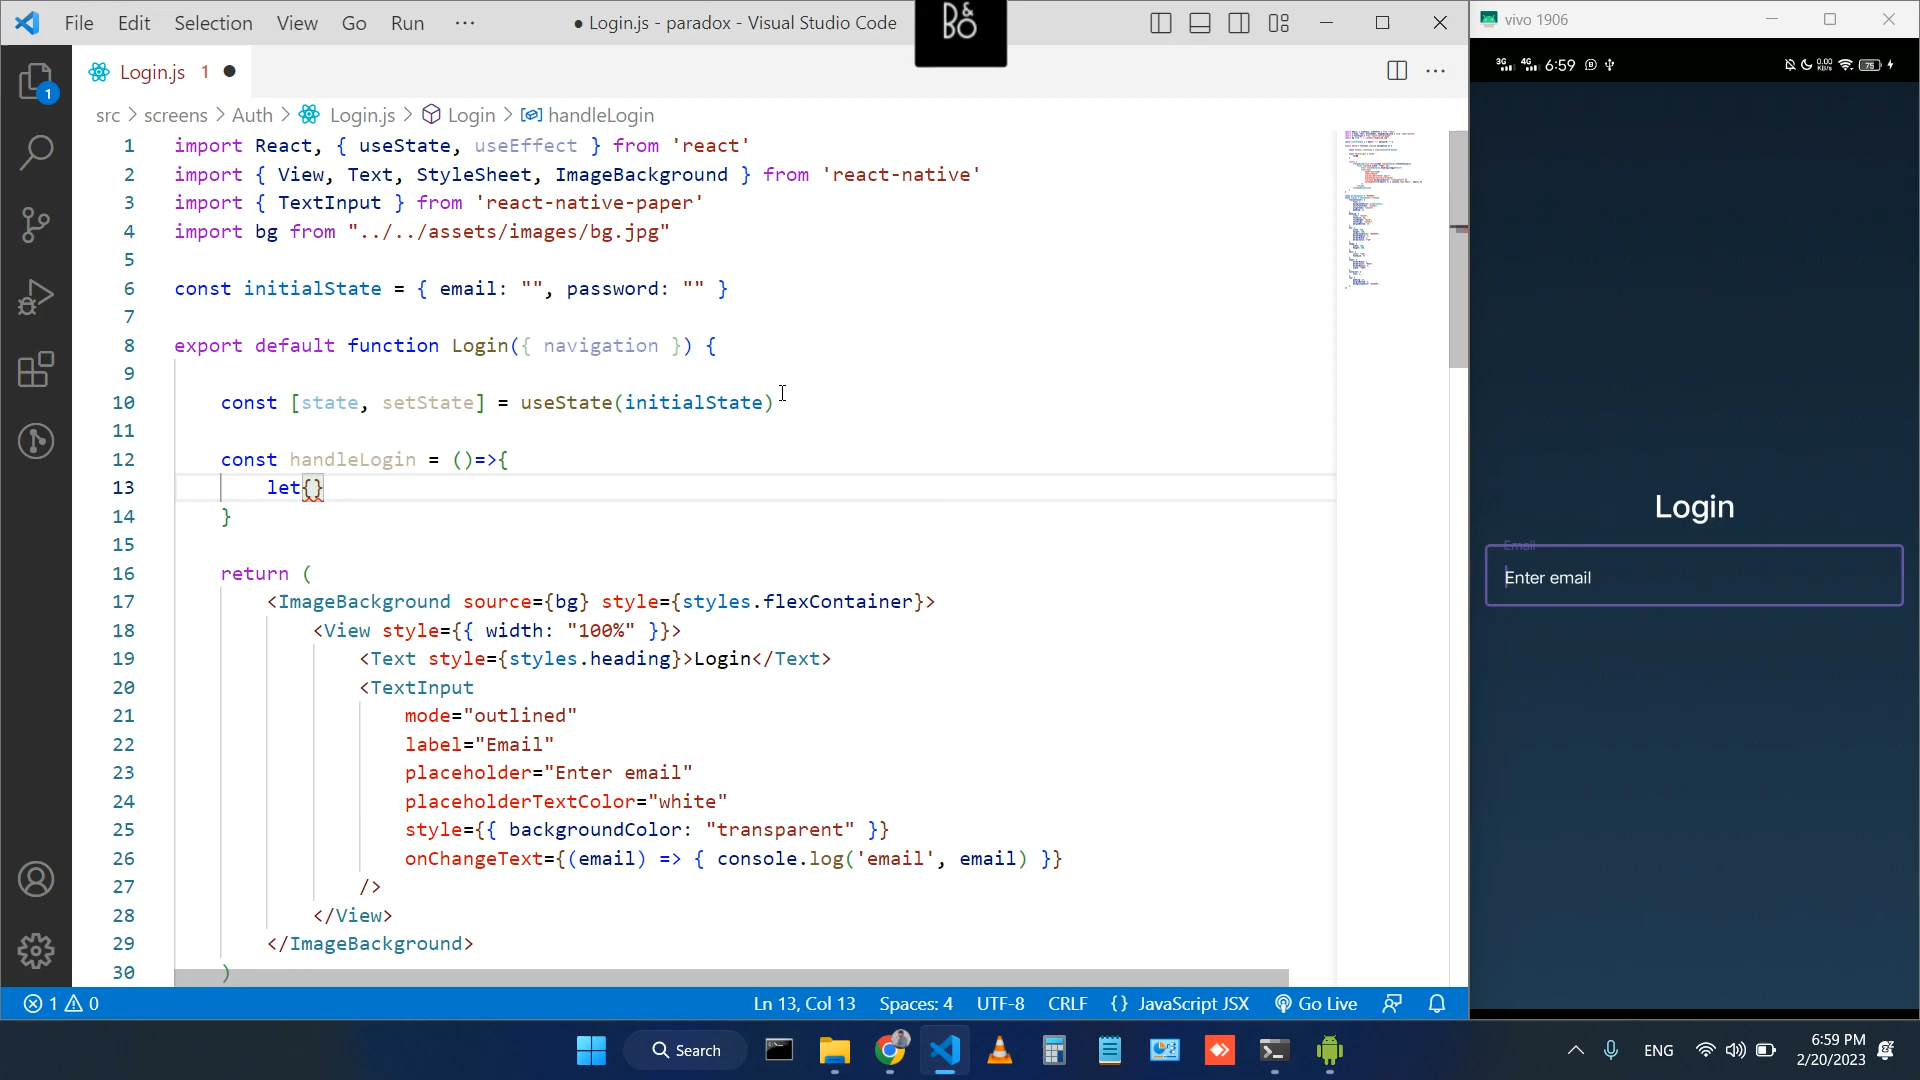 File Edit Selection View Go Run ··· ● Login.js - paradox - Visual Studio Code
B&O
vivo 1906
Login.js 1 ●
3G 4G 6:59 0.00 KB/s 75
1
src > screens > Auth > Login.js > Login > handleLogin
1 import React, { useState, useEffect } from 'react'
2 import { View, Text, StyleSheet, ImageBackground } from 'react-native'
3 import { TextInput } from 'react-native-paper'
4 import bg from "../../assets/images/bg.jpg"
5
6 const initialState = { email: "", password: "" }
7
8 export default function Login({ navigation }) {
9
10 const [state, setState] = useState(initialState)
11
12 const handleLogin = ()=>{
13 let{}
14 }
15
16 return (
17 <ImageBackground source={bg} style={styles.flexContainer}>
18 <View style={{ width: "100%" }}>
19 <Text style={styles.heading}>Login</Text>
20 <TextInput
21 mode="outlined"
22 label="Email"
23 placeholder="Enter email"
24 placeholderTextColor="white"
25 style={{ backgroundColor: "transparent" }}
26 onChangeText={(email) => { console.log('email', email) }}
27 />
28 </View>
29 </ImageBackground>
30 )
Login
Email
Enter email
1 0 Ln 13, Col 13 Spaces: 4 UTF-8 CRLF {} JavaScript JSX Go Live
Search
ENG
6:59 PM
2/20/2023